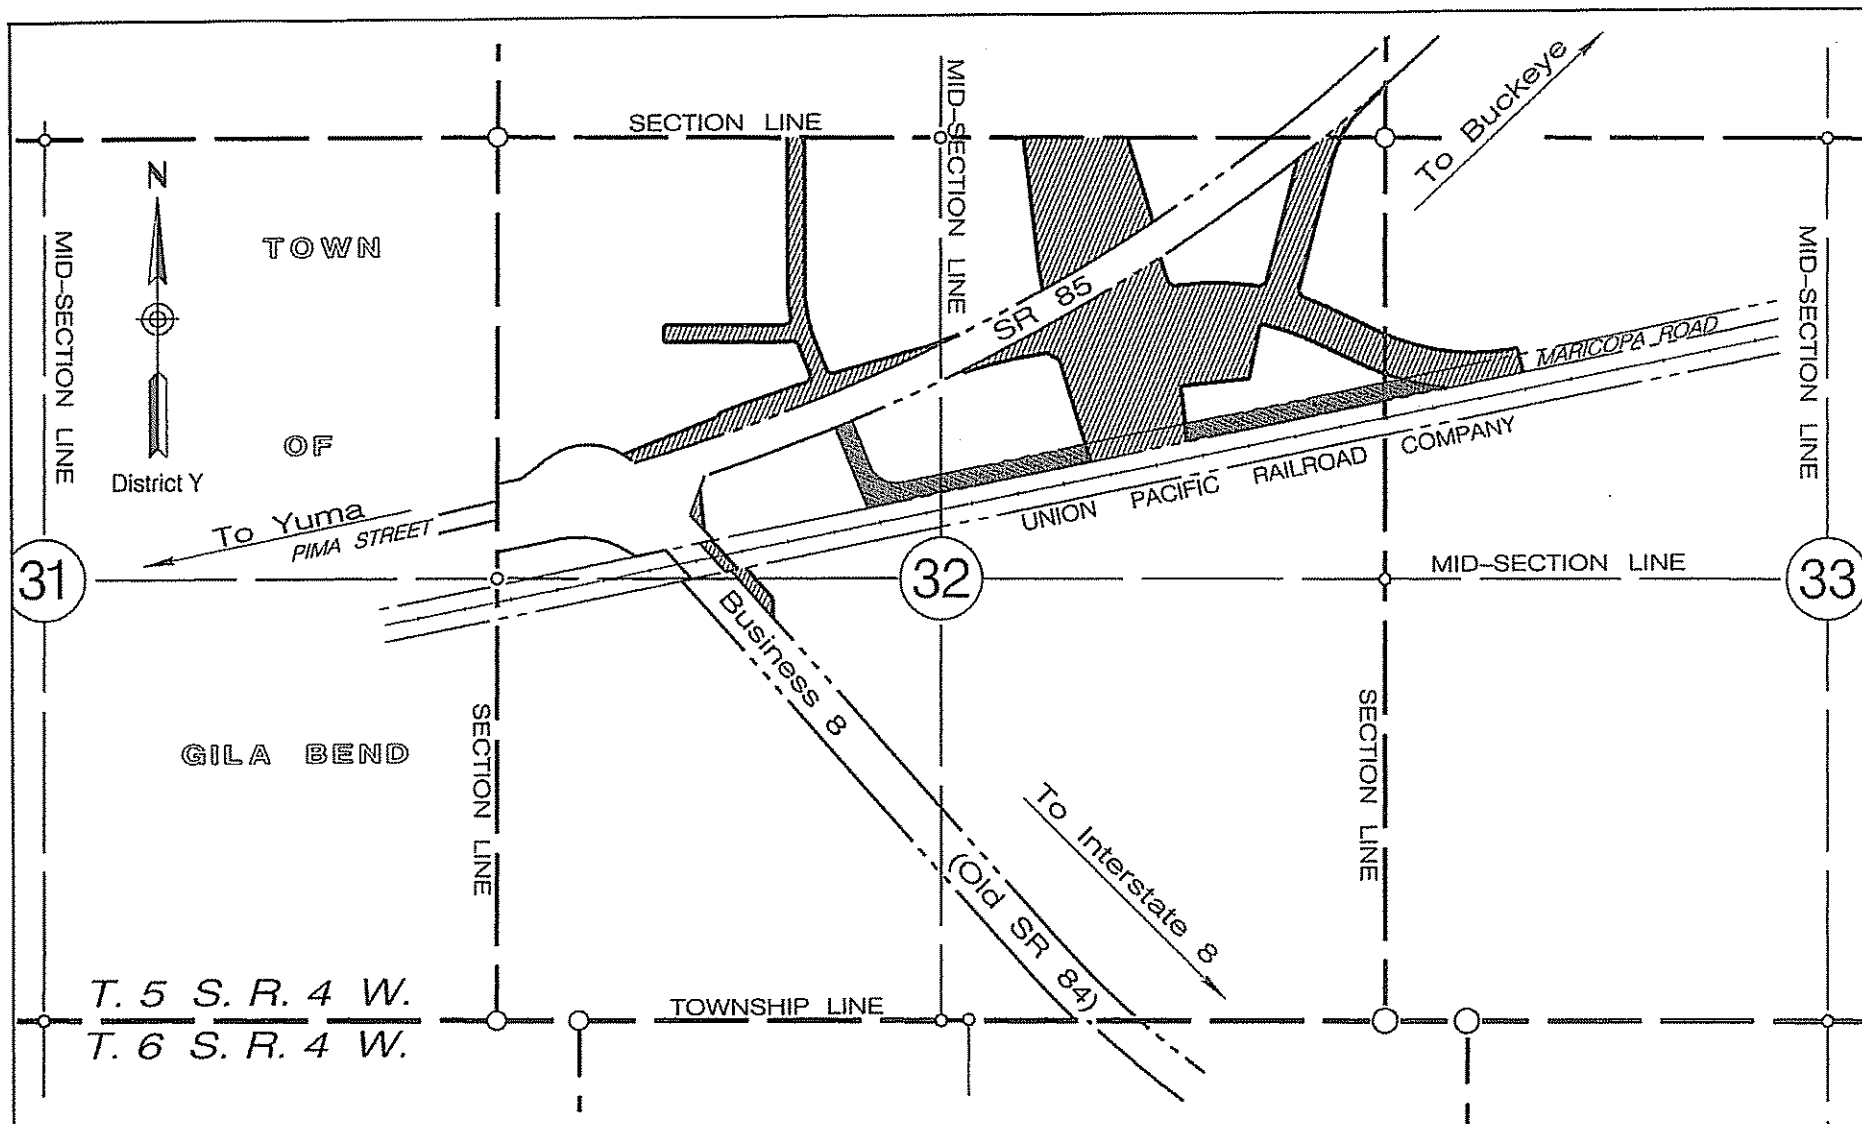 SECTION LINE
MID-SECTION LINE
To Buckeye
N
TOWN
MID-SECTION LINE
MID-SECTION LINE
SR 85
MARICOPA ROAD
OF
District Y
UNION PACIFIC RAILROAD COMPANY
To Yuma
PIMA STREET
31
32
MID-SECTION LINE
33
Business 8
GILA BEND
SECTION LINE
SECTION LINE
To Interstate 8
(Old SR 84)
T. 5 S. R. 4 W.
TOWNSHIP LINE
T. 6 S. R. 4 W.